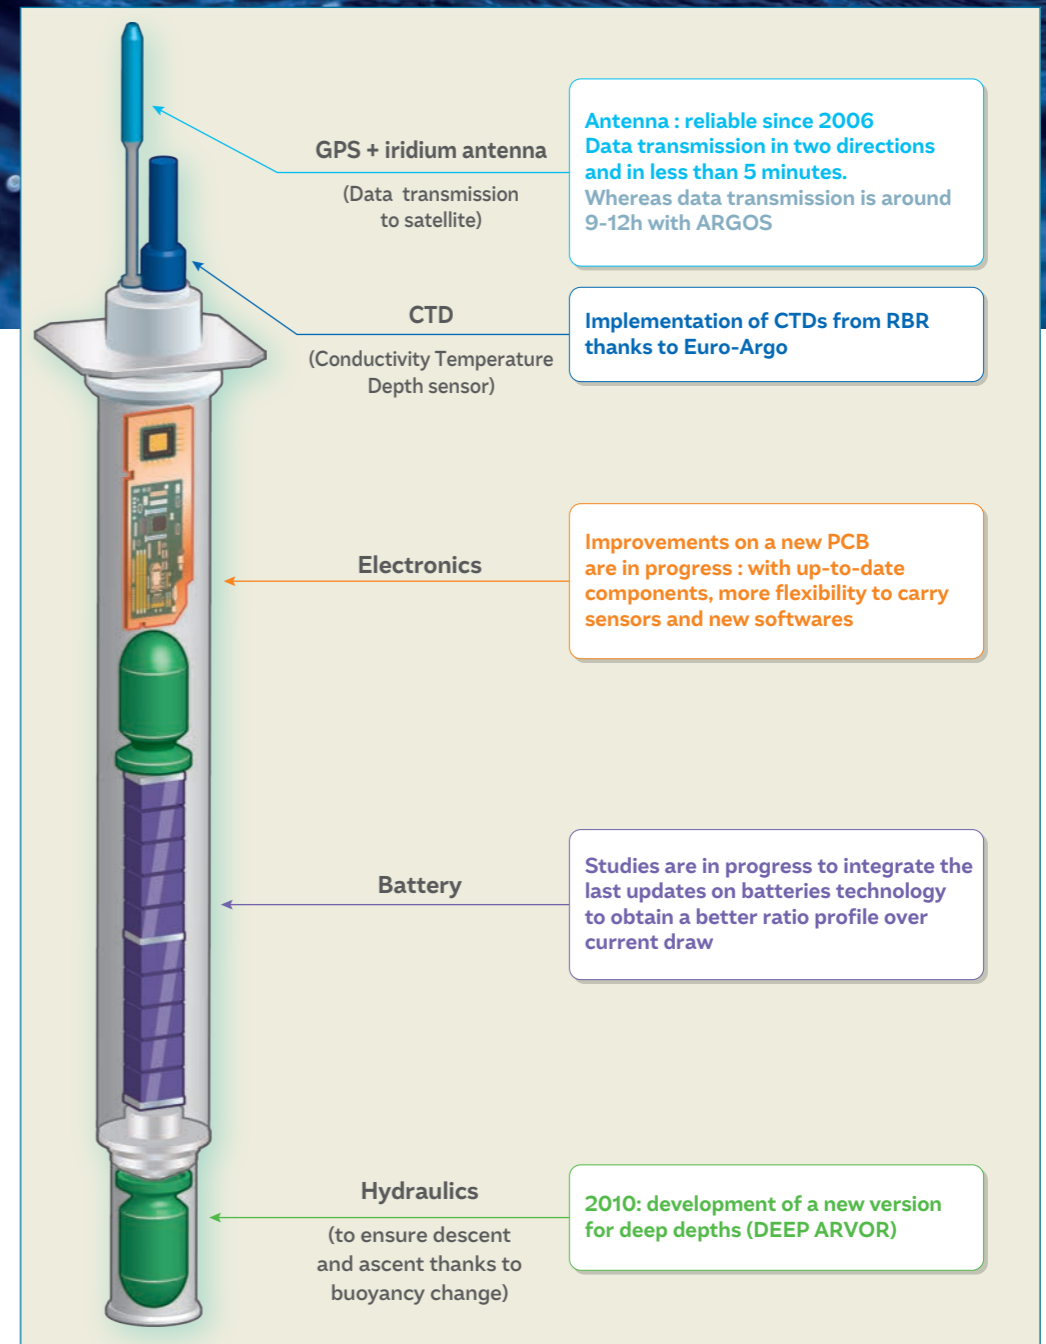 GPS + iridium antenna
(Data transmission
to satellite)
Antenna : reliable since 2006
Data transmission in two directions
and in less than 5 minutes.
Whereas data transmission is around
9-12h with ARGOS
CTD
(Conductivity Temperature
Depth sensor)
Implementation of CTDs from RBR
thanks to Euro-Argo
Electronics
Improvements on a new PCB
are in progress : with up-to-date
components, more flexibility to carry
sensors and new softwares
Battery
Studies are in progress to integrate the
last updates on batteries technology
to obtain a better ratio profile over
current draw
Hydraulics
(to ensure descent
and ascent thanks to
buoyancy change)
2010: development of a new version
for deep depths (DEEP ARVOR)